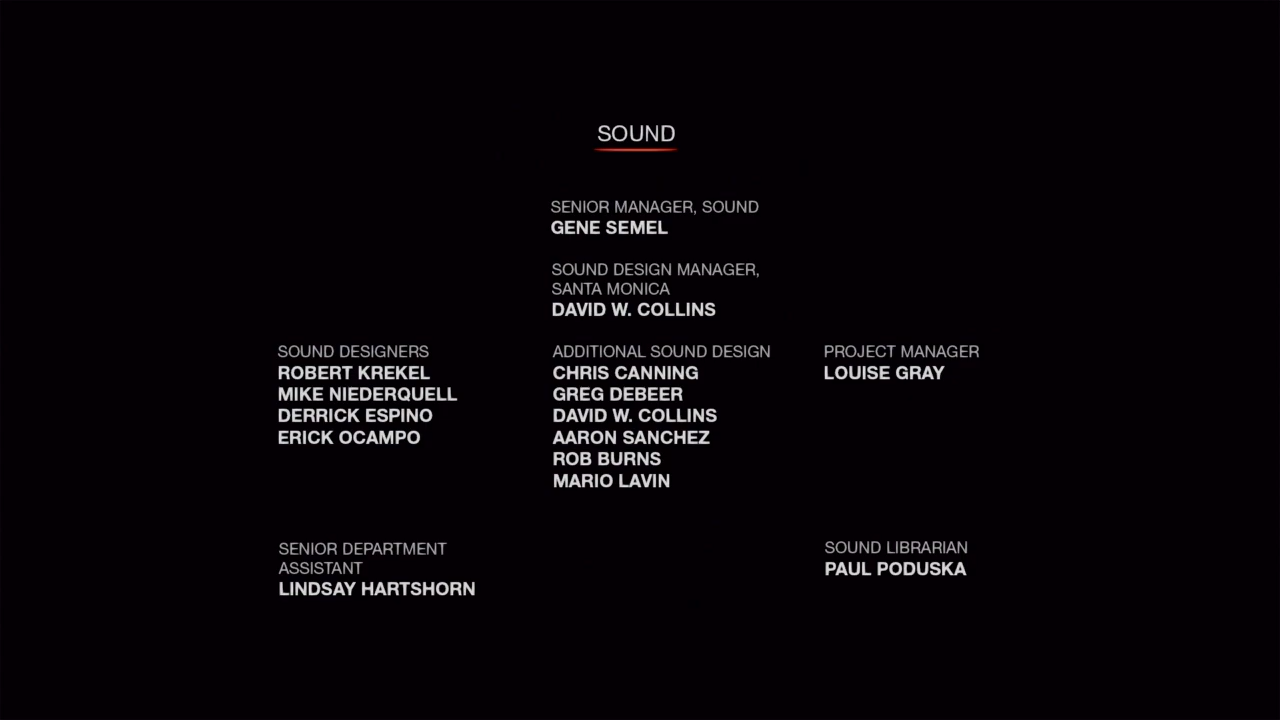 SOUND
SENIOR MANAGER, SOUND
GENE SEMEL
SOUND DESIGN MANAGER,
SANTA MONICA
DAVID W. COLLINS
SOUND DESIGNERS
ROBERT KREKEL
MIKE NIEDERQUELL
DERRICK ESPINO
ERICK OCAMPO
ADDITIONAL SOUND DESIGN
CHRIS CANNING
GREG DEBEER
DAVID W. COLLINS
AARON SANCHEZ
ROB BURNS
MARIO LAVIN
PROJECT MANAGER
LOUISE GRAY
SENIOR DEPARTMENT
ASSISTANT
LINDSAY HARTSHORN
SOUND LIBRARIAN
PAUL PODUSKA